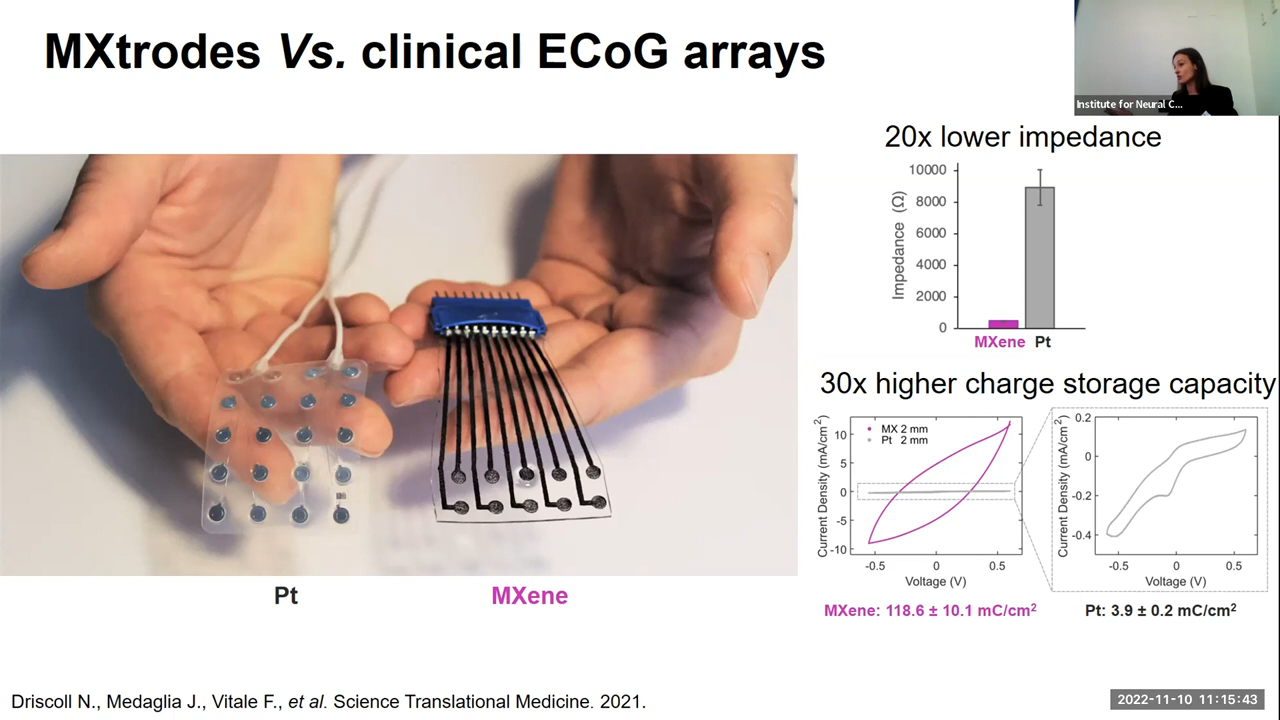 MXtrodes Vs. clinical ECoG arrays
Institute for Neural C...
20x lower impedance
Impedance (Ω)
10000
8000
6000
4000
2000
0
MXene Pt
30x higher charge storage capacity
Current Density (mA/cm²)
10
5
0
-5
-10
MX 2 mm
Pt 2 mm
-0.5 0 0.5
Voltage (V)
Current Density (mA/cm²)
0.2
0
-0.2
-0.4
-0.5 0 0.5
Voltage (V)
MXene: 118.6 ± 10.1 mC/cm²
Pt: 3.9 ± 0.2 mC/cm²
Pt
MXene
Driscoll N., Medaglia J., Vitale F., et al. Science Translational Medicine. 2021.
2022-11-10 11:15:43